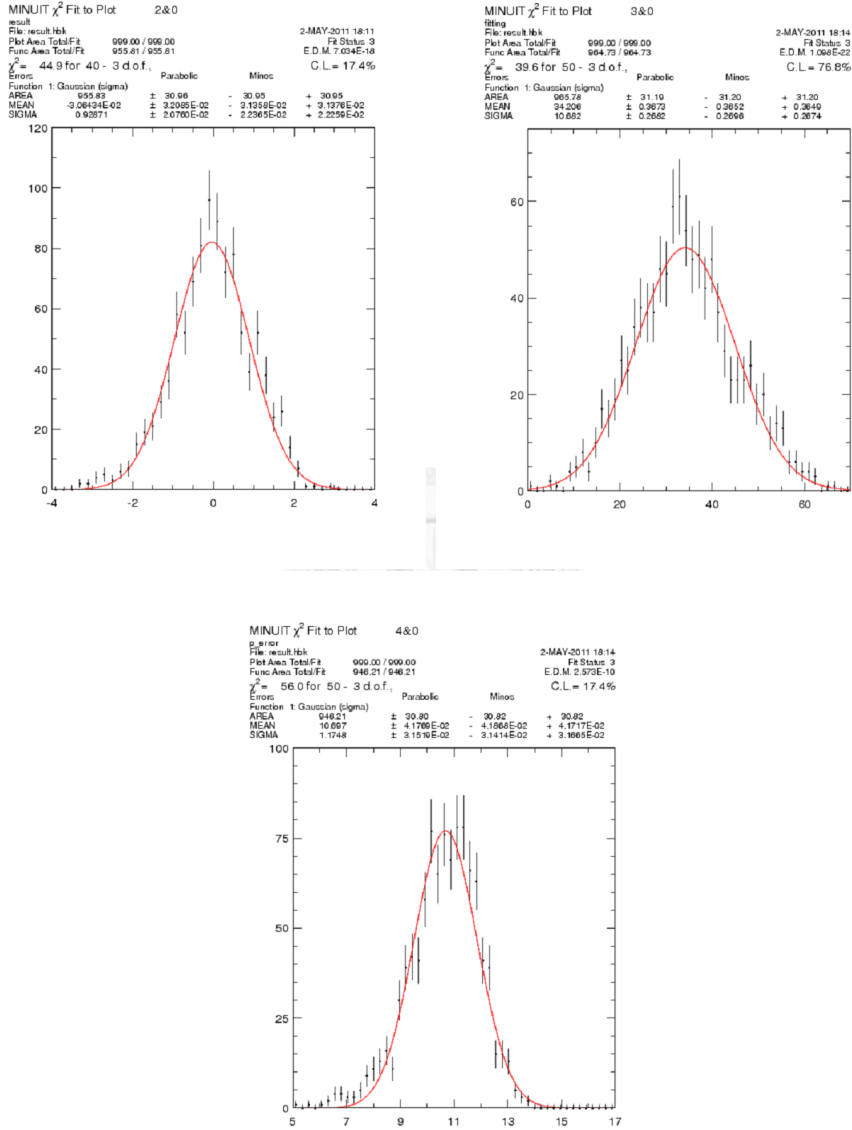 MINUIT χ² Fit to Plot 2&0
result
File: result.hbk 2-MAY-2011 18:11
Plot Area Total/Fit 999.00 / 999.00 Fit Status 3
Func Area Total/Fit 955.81 / 955.81 E.D.M. 7.034E-18
χ²= 44.9 for 40 - 3 d.o.f., C.L.= 17.4%
Errors Parabolic Minos
Function 1: Gaussian (sigma)
AREA 955.83 ± 30.96 - 30.95 + 30.95
MEAN -3.06434E-02 ± 3.2085E-02 - 3.1358E-02 + 3.1376E-02
SIGMA 0.92871 ± 2.0760E-02 - 2.2365E-02 + 2.2259E-02
120
100
80
60
40
20
0
-4 -2 0 2 4
MINUIT χ² Fit to Plot 3&0
fitting
File: result.hbk 2-MAY-2011 18:14
Plot Area Total/Fit 999.00 / 999.00 Fit Status 3
Func Area Total/Fit 964.73 / 964.73 E.D.M. 1.098E-22
χ²= 39.6 for 50 - 3 d.o.f., C.L.= 76.8%
Errors Parabolic Minos
Function 1: Gaussian (sigma)
AREA 965.78 ± 31.19 - 31.20 + 31.20
MEAN 34.206 ± 0.3673 - 0.3652 + 0.3649
SIGMA 10.682 ± 0.2682 - 0.2696 + 0.2674
60
40
20
0
0 20 40 60
MINUIT χ² Fit to Plot 4&0
p_error
File: result.hbk 2-MAY-2011 18:14
Plot Area Total/Fit 999.00 / 999.00 Fit Status 3
Func Area Total/Fit 946.21 / 946.21 E.D.M. 2.573E-10
χ²= 56.0 for 50 - 3 d.o.f., C.L.= 17.4%
Errors Parabolic Minos
Function 1: Gaussian (sigma)
AREA 946.21 ± 30.80 - 30.82 + 30.82
MEAN 10.697 ± 4.1769E-02 - 4.1868E-02 + 4.1717E-02
SIGMA 1.1748 ± 3.1519E-02 - 3.1414E-02 + 3.1665E-02
100
75
50
25
0
5 7 9 11 13 15 17